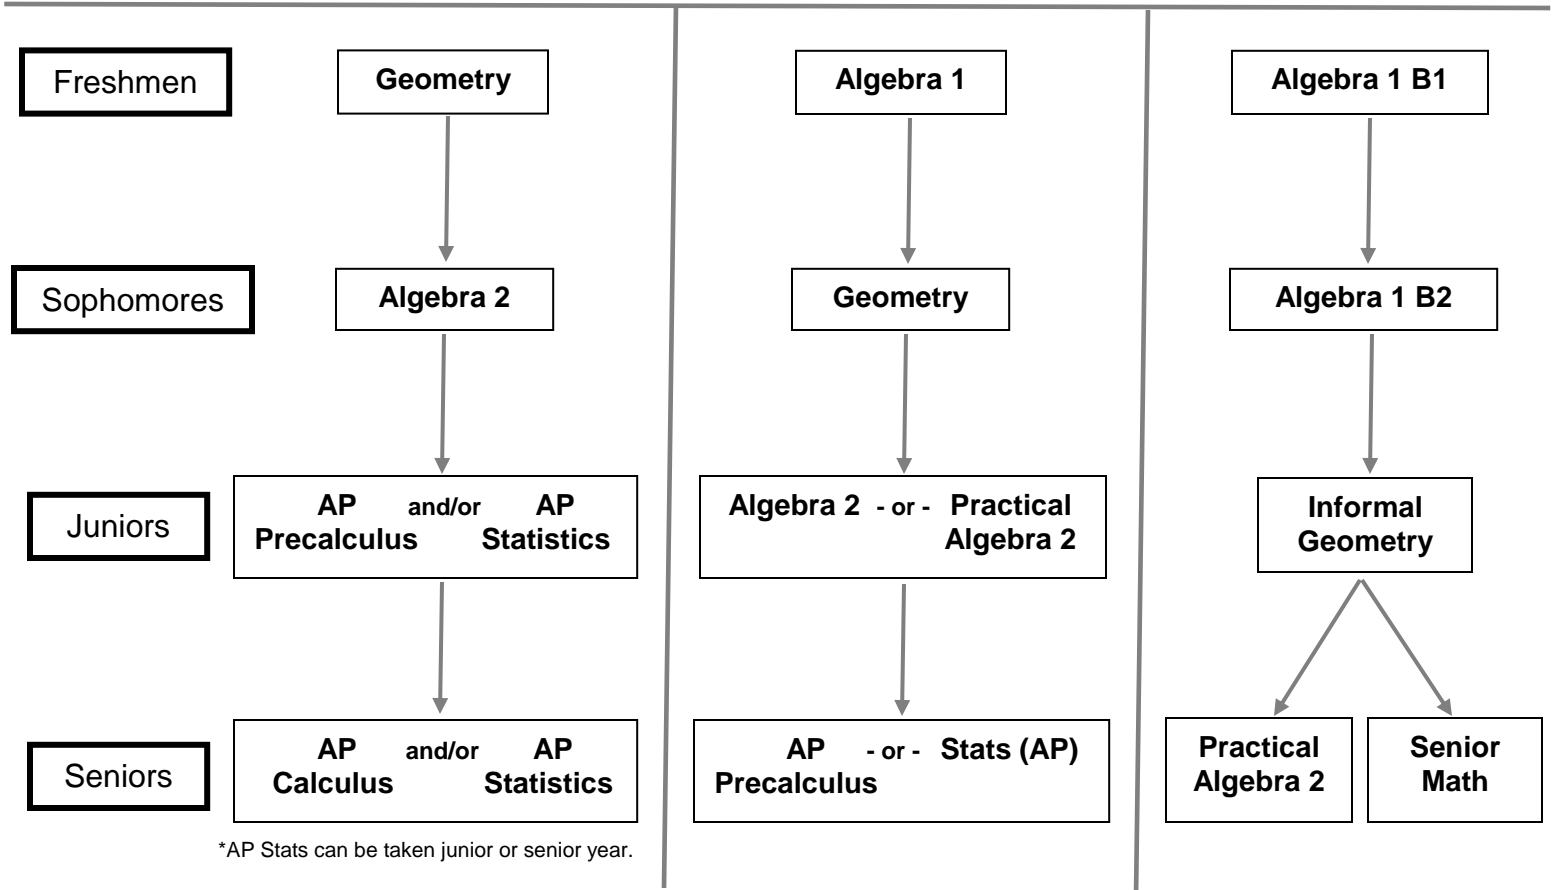 Freshmen
Geometry
Algebra 1
Algebra 1 B1
Sophomores
Algebra 2
Geometry
Algebra 1 B2
Juniors
AP and/or AP
Precalculus Statistics
Algebra 2 - or - Practical
Algebra 2
Informal
Geometry
Seniors
AP and/or AP
Calculus Statistics
AP - or - Stats (AP)
Precalculus
Practical
Algebra 2
Senior
Math
*AP Stats can be taken junior or senior year.